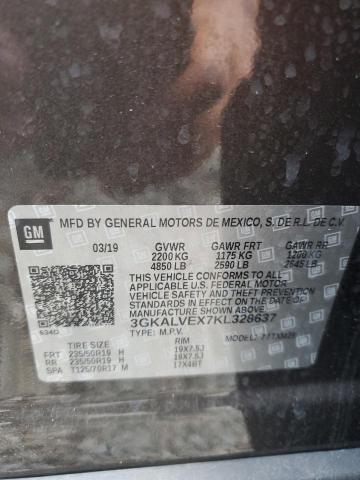 GM
MFD BY GENERAL MOTORS DE MEXICO, S. DE R.L. DE C.V.
03/19 GVWR GAWR FRT GAWR RR
2200 KG 1175 KG 1200 KG
4850 LB 2590 LB 2645 LB
THIS VEHICLE CONFORMS TO ALL
APPLICABLE U.S. FEDERAL MOTOR
VEHICLE SAFETY AND THEFT
PREVENTION STANDARDS IN EFFECT ON
THE DATE OF MANUFACTURE SHOWN ABOVE.
3GKALVEX7KL328637
TYPE: M.P.V. MODEL:
TIRE SIZE RIM
FRT 235/50R19 H 19X7.5J
RR 235/50R19 H 19X7.5J
SPA T125/70R17 M 17X4BT